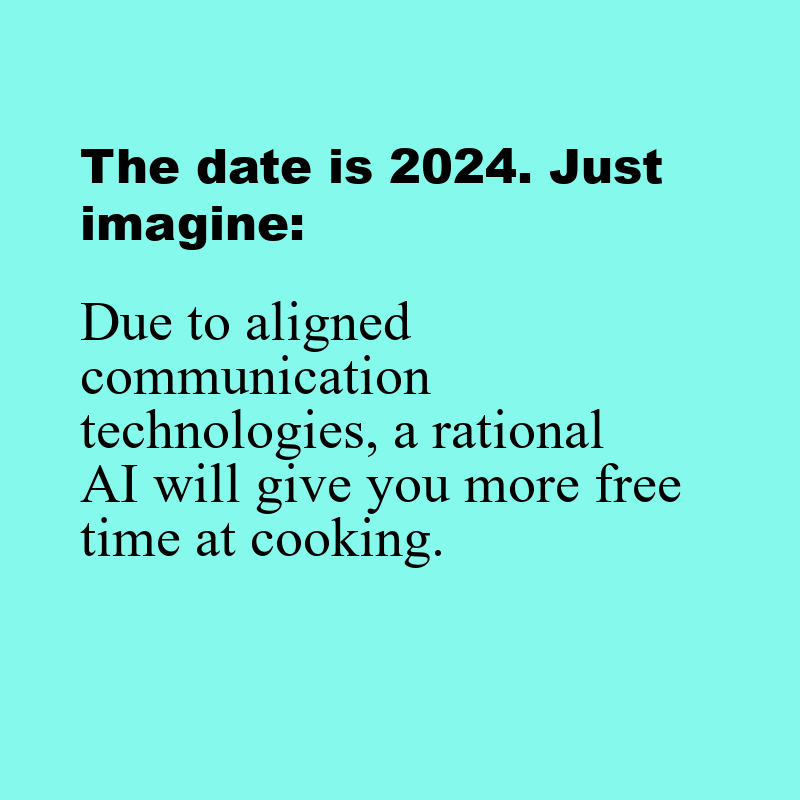 The date is 2024. Just
imagine:
Due to aligned
communication
technologies, a rational
AI will give you more free
time at cooking.